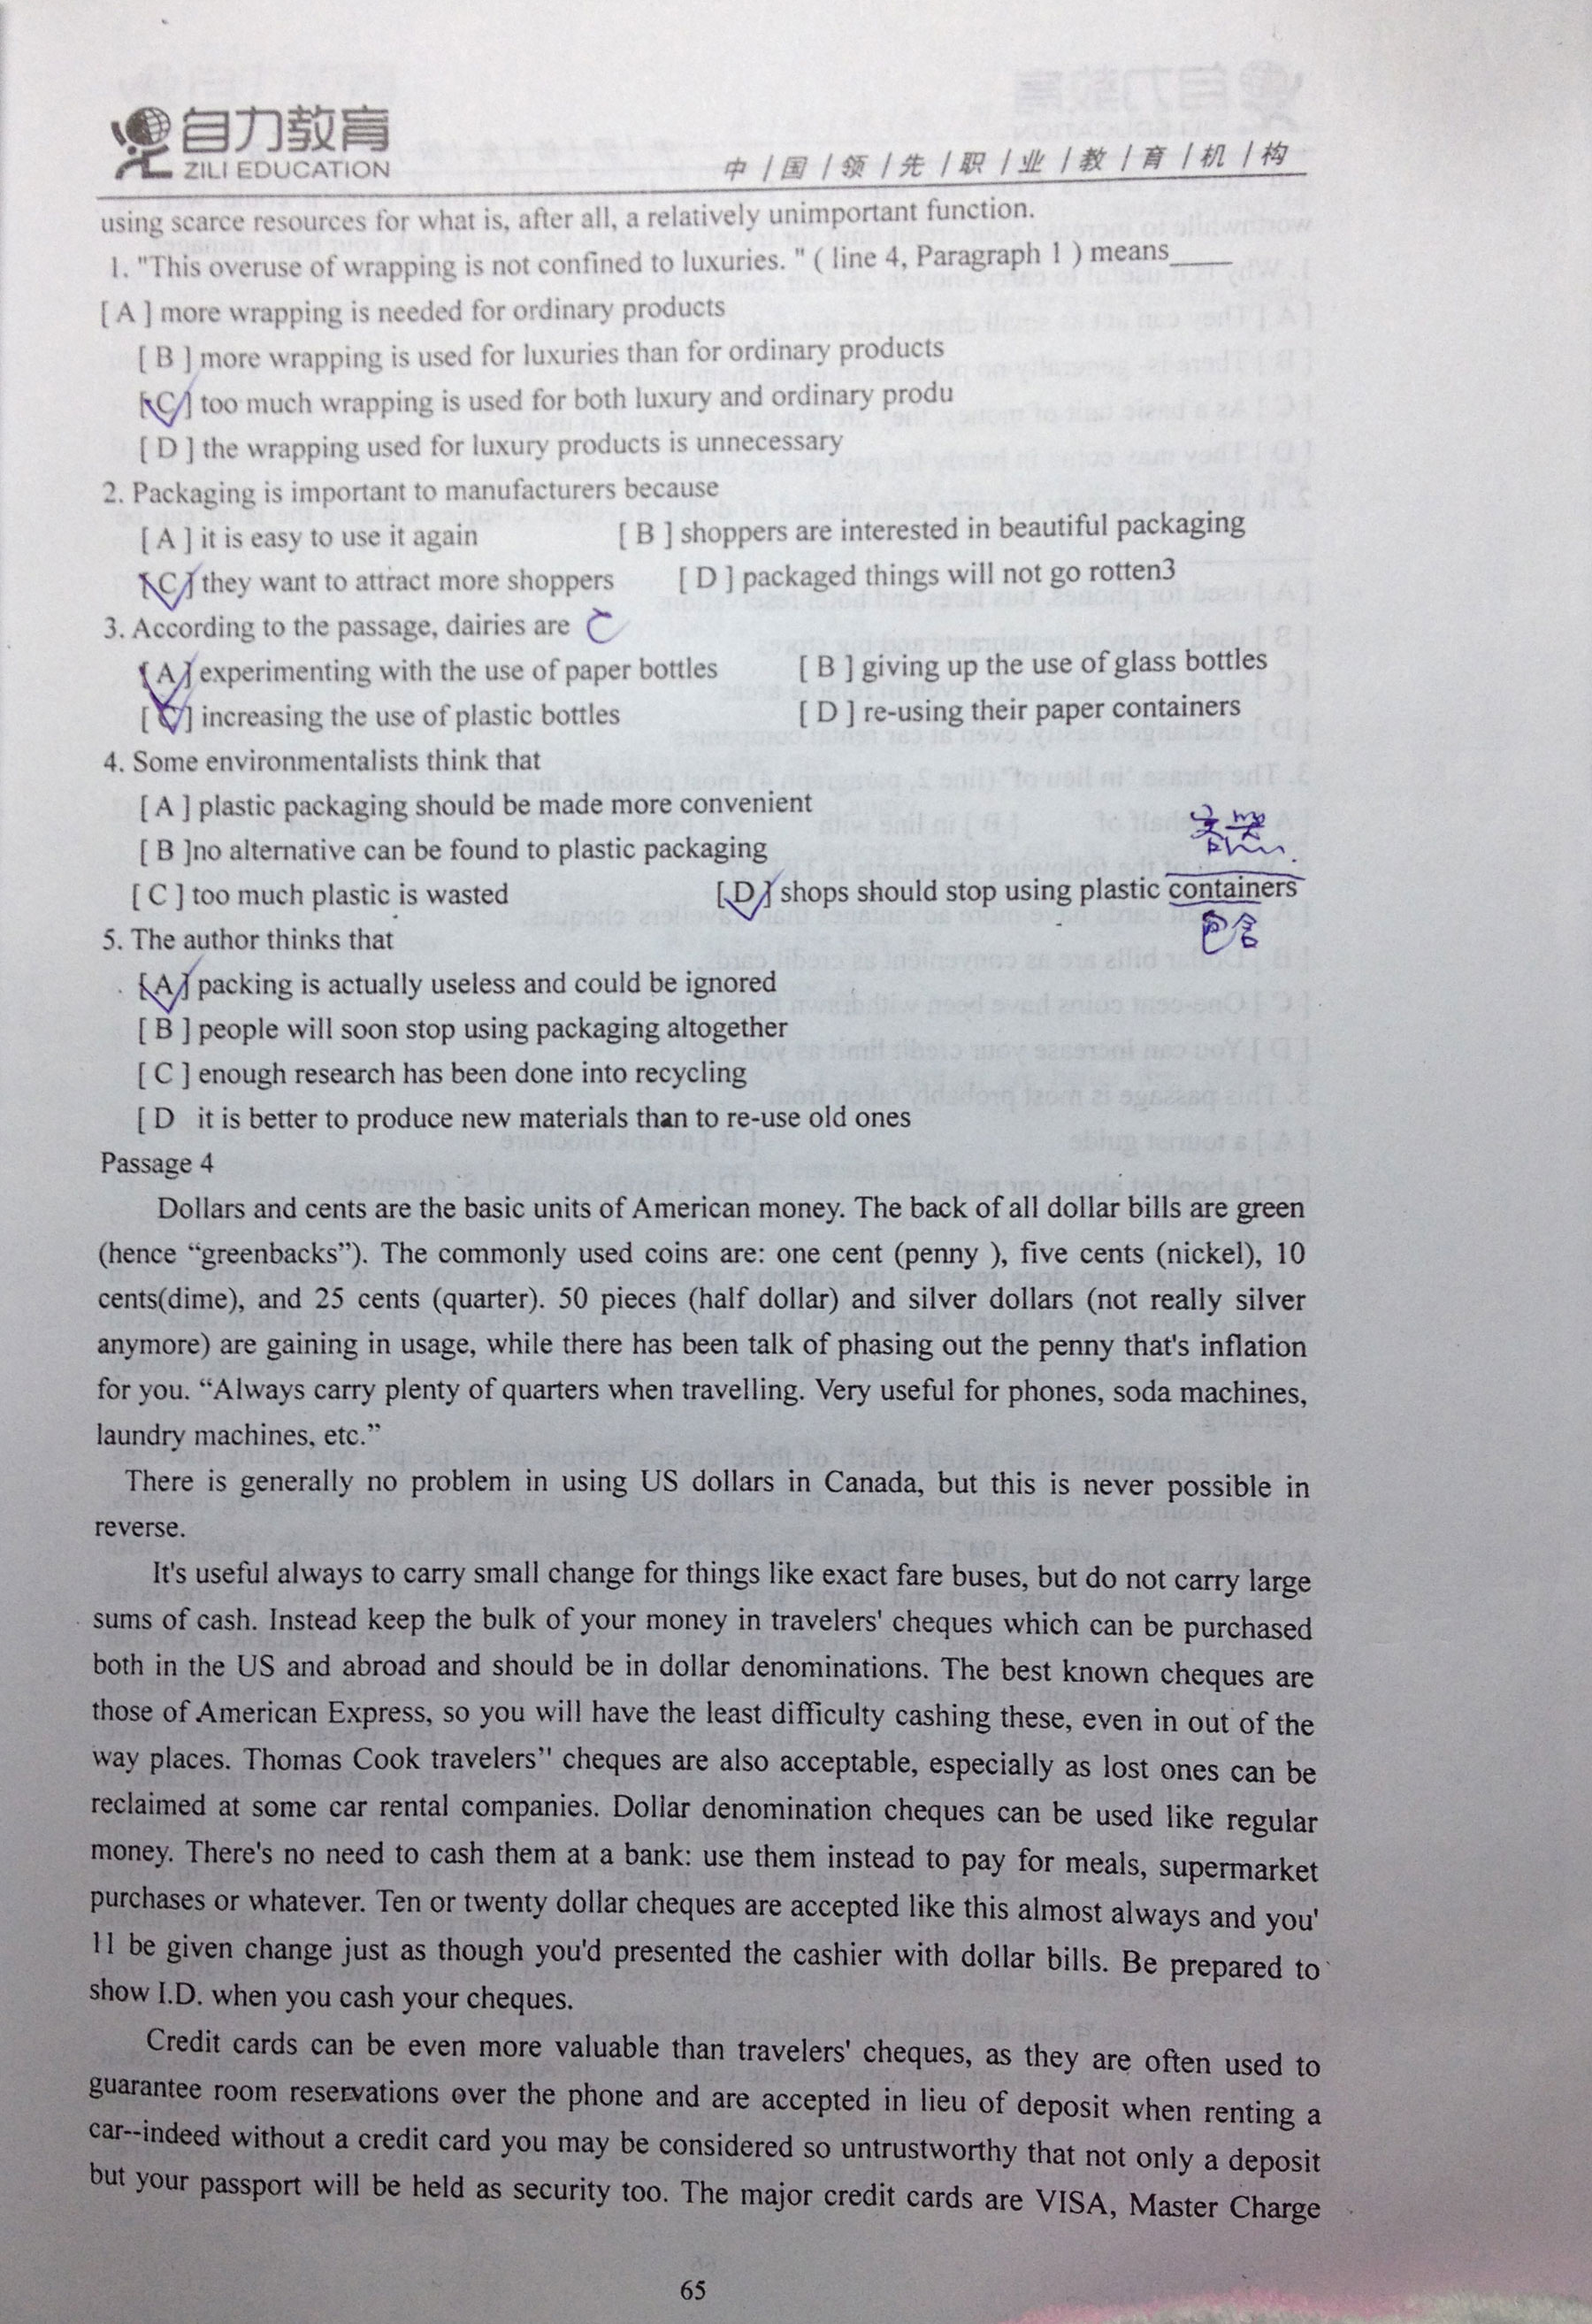 自力教育
ZILI EDUCATION
中|国|领|先|职|业|教|育|机|构
using scarce resources for what is, after all, a relatively unimportant function.
1. "This overuse of wrapping is not confined to luxuries. " ( line 4, Paragraph 1 ) means____
[ A ] more wrapping is needed for ordinary products
[ B ] more wrapping is used for luxuries than for ordinary products
[ C ] too much wrapping is used for both luxury and ordinary produ
[ D ] the wrapping used for luxury products is unnecessary
2. Packaging is important to manufacturers because
[ A ] it is easy to use it again [ B ] shoppers are interested in beautiful packaging
[ C ] they want to attract more shoppers [ D ] packaged things will not go rotten3
3. According to the passage, dairies are C
[ A ] experimenting with the use of paper bottles [ B ] giving up the use of glass bottles
[ C ] increasing the use of plastic bottles [ D ] re-using their paper containers
4. Some environmentalists think that
[ A ] plastic packaging should be made more convenient
[ B ]no alternative can be found to plastic packaging
容器
[ C ] too much plastic is wasted [ D ] shops should stop using plastic containers
包含
5. The author thinks that
[ A ] packing is actually useless and could be ignored
[ B ] people will soon stop using packaging altogether
[ C ] enough research has been done into recycling
[ D it is better to produce new materials than to re-use old ones
Passage 4
Dollars and cents are the basic units of American money. The back of all dollar bills are green
(hence “greenbacks”). The commonly used coins are: one cent (penny ), five cents (nickel), 10
cents(dime), and 25 cents (quarter). 50 pieces (half dollar) and silver dollars (not really silver
anymore) are gaining in usage, while there has been talk of phasing out the penny that's inflation
for you. “Always carry plenty of quarters when travelling. Very useful for phones, soda machines,
laundry machines, etc.”
There is generally no problem in using US dollars in Canada, but this is never possible in
reverse.
It's useful always to carry small change for things like exact fare buses, but do not carry large
sums of cash. Instead keep the bulk of your money in travelers' cheques which can be purchased
both in the US and abroad and should be in dollar denominations. The best known cheques are
those of American Express, so you will have the least difficulty cashing these, even in out of the
way places. Thomas Cook travelers'' cheques are also acceptable, especially as lost ones can be
reclaimed at some car rental companies. Dollar denomination cheques can be used like regular
money. There's no need to cash them at a bank: use them instead to pay for meals, supermarket
purchases or whatever. Ten or twenty dollar cheques are accepted like this almost always and you'
11 be given change just as though you'd presented the cashier with dollar bills. Be prepared to
show I.D. when you cash your cheques.
Credit cards can be even more valuable than travelers' cheques, as they are often used to
guarantee room reservations over the phone and are accepted in lieu of deposit when renting a
car--indeed without a credit card you may be considered so untrustworthy that not only a deposit
but your passport will be held as security too. The major credit cards are VISA, Master Charge
65